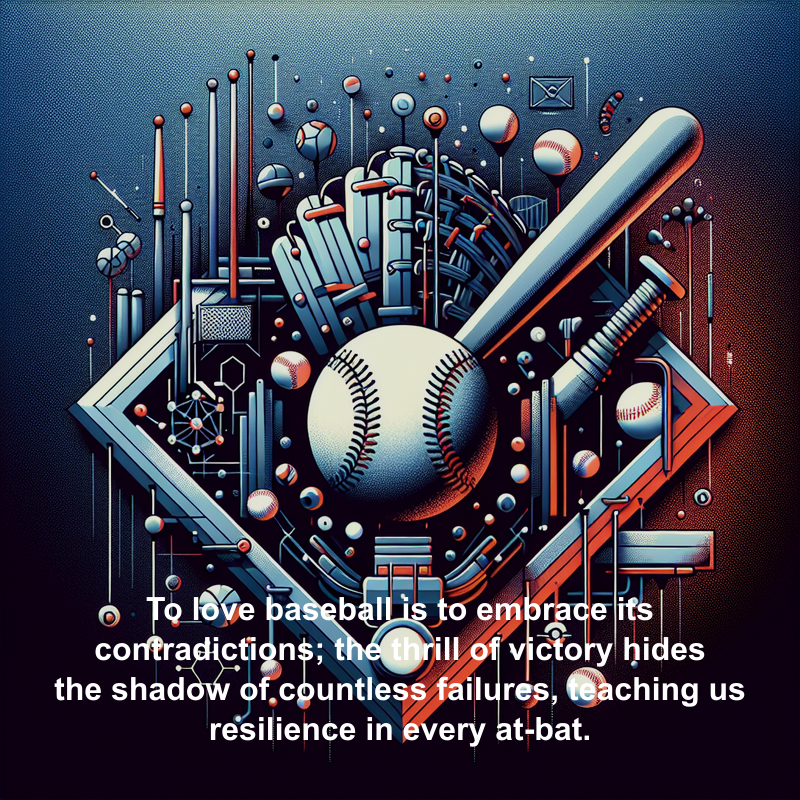 To love baseball is to embrace its
contradictions; the thrill of victory hides
the shadow of countless failures, teaching us
resilience in every at-bat.